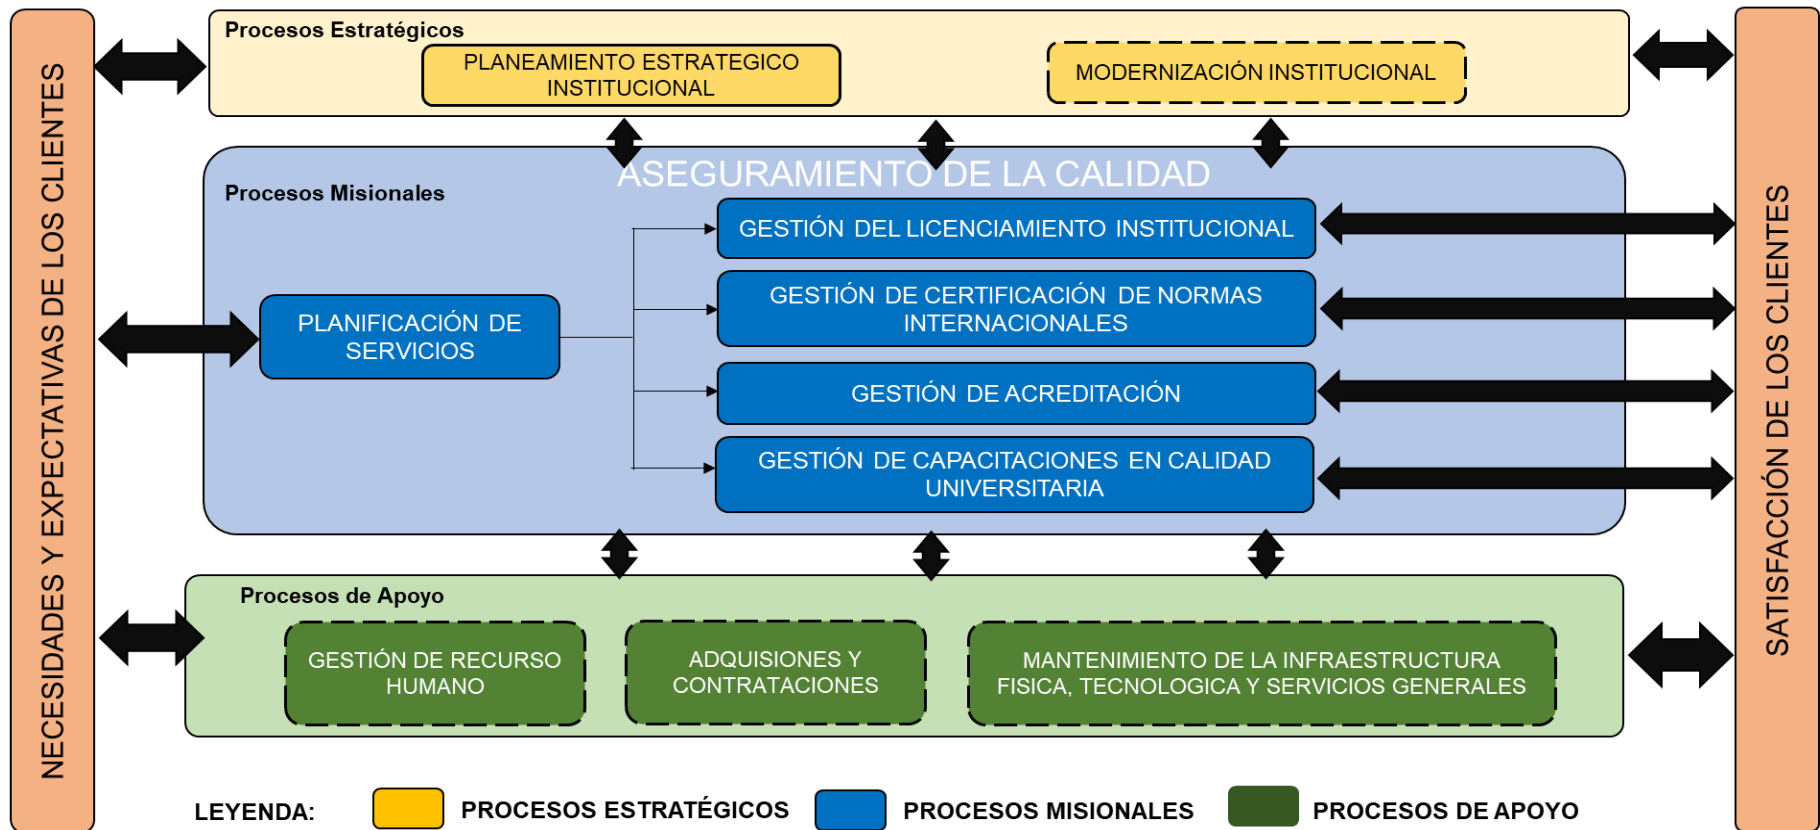 NECESIDADES Y EXPECTATIVAS DE LOS CLIENTES
Procesos Estratégicos
PLANEAMIENTO ESTRATEGICO
INSTITUCIONAL
MODERNIZACIÓN INSTITUCIONAL
ASEGURAMIENTO DE LA CALIDAD
Procesos Misionales
PLANIFICACIÓN DE
SERVICIOS
GESTIÓN DEL LICENCIAMIENTO INSTITUCIONAL
GESTIÓN DE CERTIFICACIÓN DE NORMAS
INTERNACIONALES
GESTIÓN DE ACREDITACIÓN
GESTIÓN DE CAPACITACIONES EN CALIDAD
UNIVERSITARIA
Procesos de Apoyo
GESTIÓN DE RECURSO
HUMANO
ADQUISIONES Y
CONTRATACIONES
MANTENIMIENTO DE LA INFRAESTRUCTURA
FISICA, TECNOLOGICA Y SERVICIOS GENERALES
SATISFACCIÓN DE LOS CLIENTES
LEYENDA:
PROCESOS ESTRATÉGICOS
PROCESOS MISIONALES
PROCESOS DE APOYO